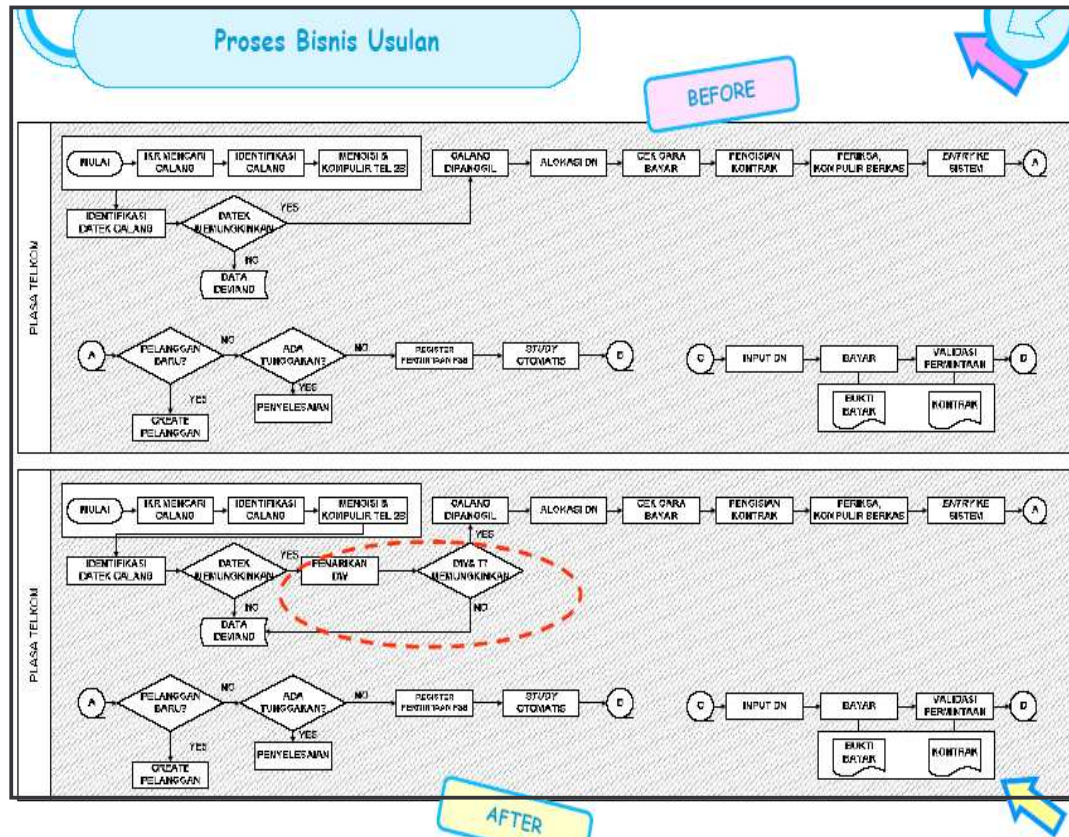 Proses Bisnis Usulan
BEFORE
PLASA TELKOM
MULAI
IKR MENCARI
CALANG
IDENTIFIKASI
CALANG
MENGISI &
KOMPULIR TEL 2B
CALANG
DIPANGGIL
ALOKASI DN
CEK CARA
BAYAR
PENGISIAN
KONTRAK
PERIKSA,
KOMPULIR BERKAS
ENTRY KE
SISTEM
A
IDENTIFIKASI
DATEK CALANG
DATEK
MEMUNGKINKAN
YES
NO
DATA
DEMAND
A
PELANGGAN
BARU?
NO
ADA
TUNGGAKAN?
NO
REGISTER
PERMINTAAN PSB
STUDY
OTOMATIS
YES
CREATE
PELANGGAN
YES
PENYELESAIAN
C
INPUT DN
BAYAR
VALIDASI
PERMINTAAN
D
BUKTI
BAYAR
KONTRAK
PLASA TELKOM
MULAI
IKR MENCARI
CALANG
IDENTIFIKASI
CALANG
MENGISI &
KOMPULIR TEL 2B
CALANG
DIPANGGIL
ALOKASI DN
CEK CARA
BAYAR
PENGISIAN
KONTRAK
PERIKSA,
KOMPULIR BERKAS
ENTRY KE
SISTEM
A
IDENTIFIKASI
DATEK CALANG
DATEK
MEMUNGKINKAN
YES
PENARIKAN
DW
MEMUNGKINKAN
YES
NO
NO
DATA
DEMAND
A
PELANGGAN
BARU?
NO
ADA
TUNGGAKAN?
NO
REGISTER
PERMINTAAN PSB
STUDY
OTOMATIS
YES
CREATE
PELANGGAN
YES
PENYELESAIAN
C
INPUT DN
BAYAR
VALIDASI
PERMINTAAN
D
BUKTI
BAYAR
KONTRAK
AFTER